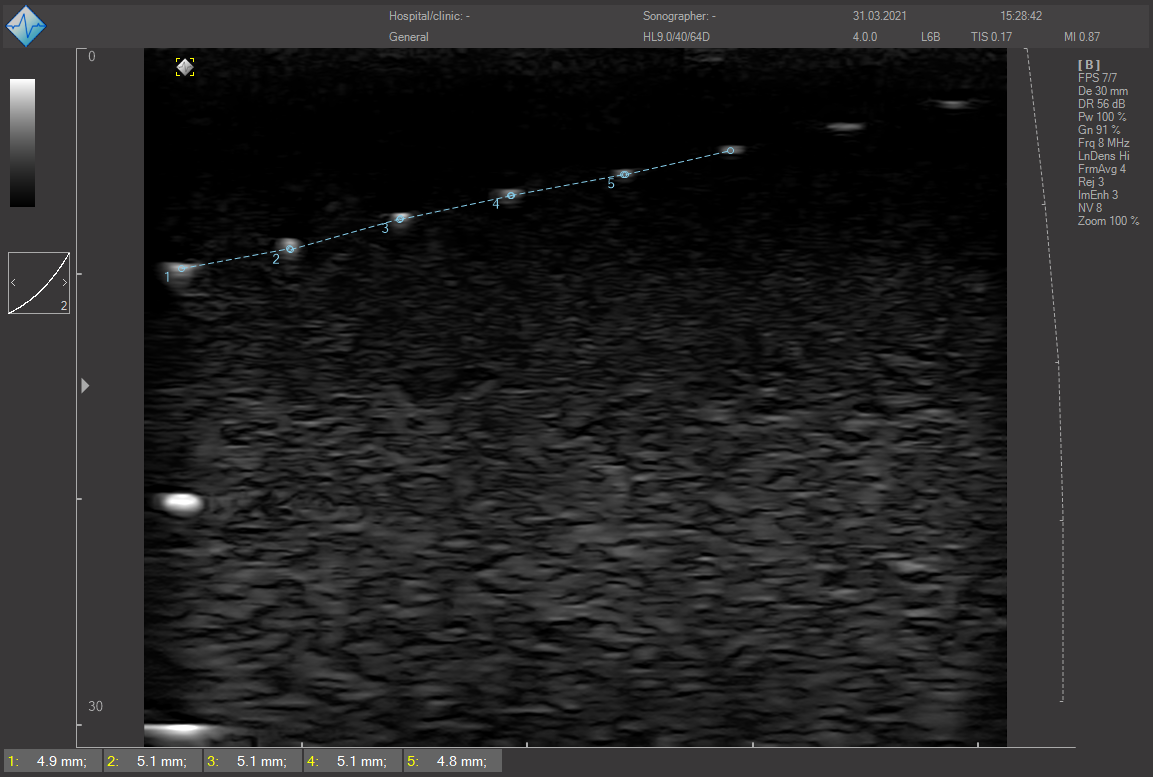 Hospital/clinic: - Sonographer: - 31.03.2021 15:28:42
General HL9.0/40/64D 4.0.0 L6B TIS 0.17 MI 0.87
0
[ B ]
FPS 7/7
De 30 mm
DR 56 dB
Pw 100 %
Gn 91 %
Frq 8 MHz
LnDens Hi
FrmAvg 4
Rej 3
ImEnh 3
NV 8
Zoom 100 %
5
4
3
2
1
2
30
1: 4.9 mm; 2: 5.1 mm; 3: 5.1 mm; 4: 5.1 mm; 5: 4.8 mm;